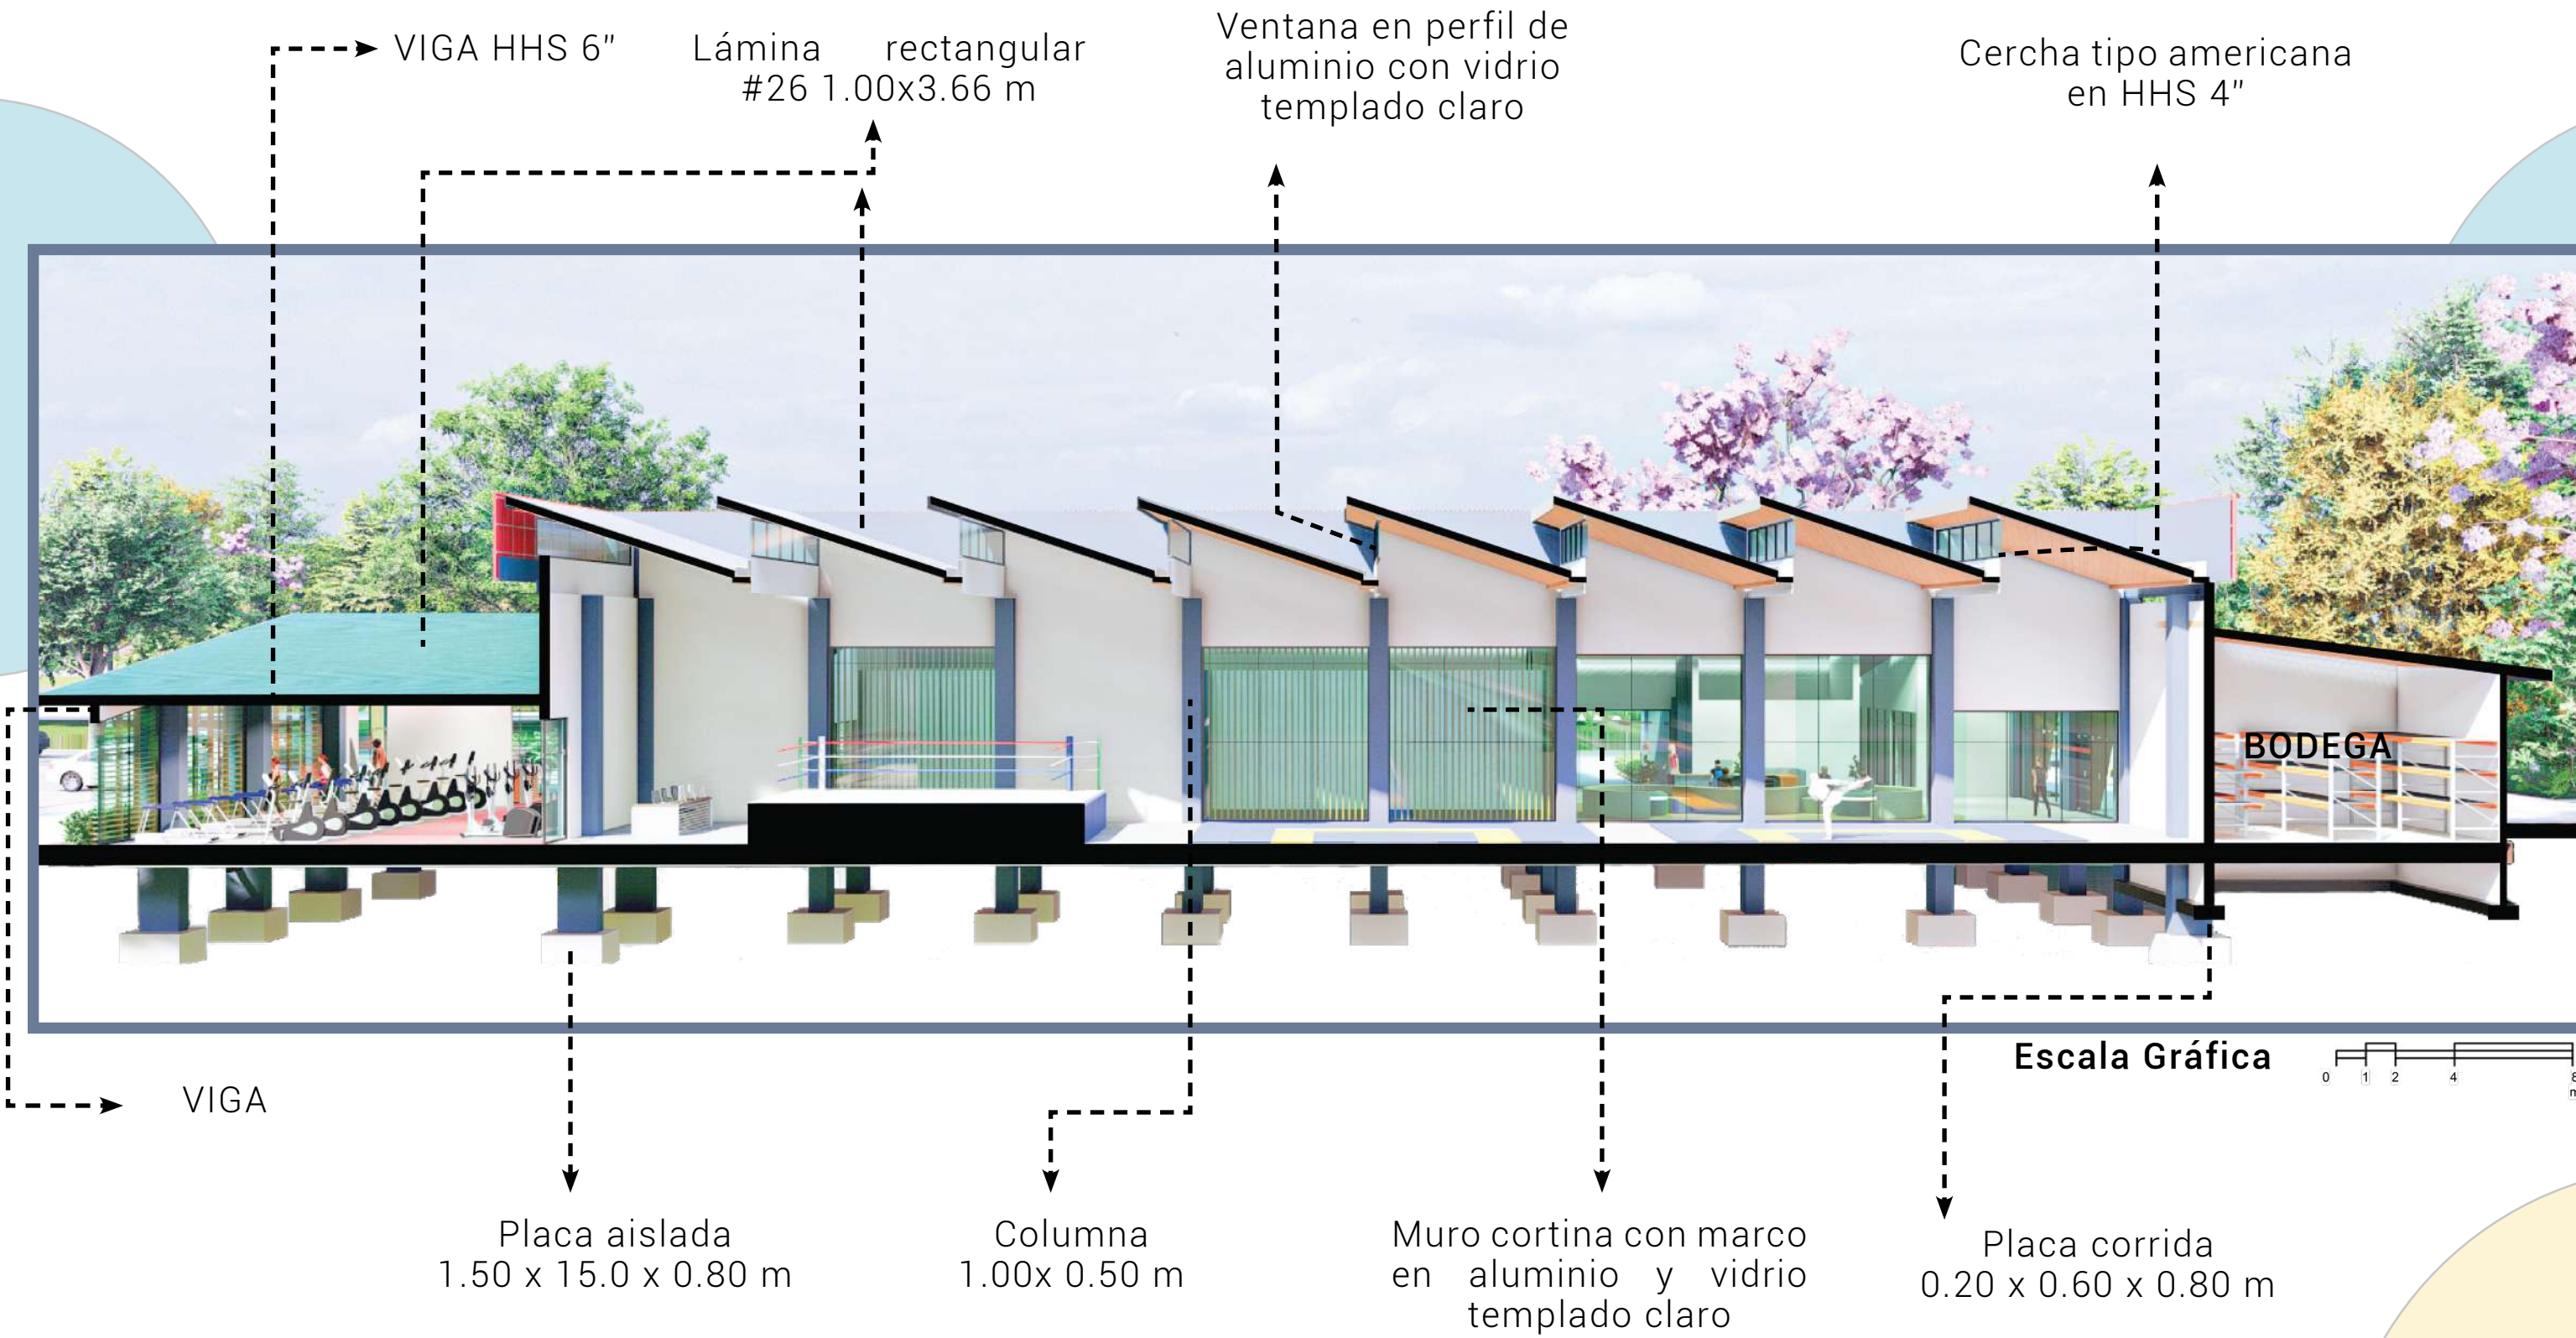 VIGA HHS 6"
Lámina rectangular
#26 1.00x3.66 m
Ventana en perfil de
aluminio con vidrio
templado claro
Cercha tipo americana
en HHS 4"
BODEGA
Escala Gráfica
0 1 2 4 8
VIGA
Placa aislada
1.50 x 15.0 x 0.80 m
Columna
1.00x 0.50 m
Muro cortina con marco
en aluminio y vidrio
templado claro
Placa corrida
0.20 x 0.60 x 0.80 m